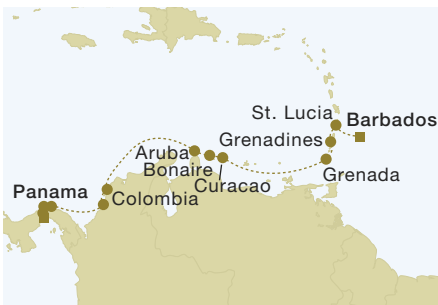 St. Lucia
Barbados
Grenadines
Aruba
Bonaire
Curacao
Grenada
Panama
Colombia